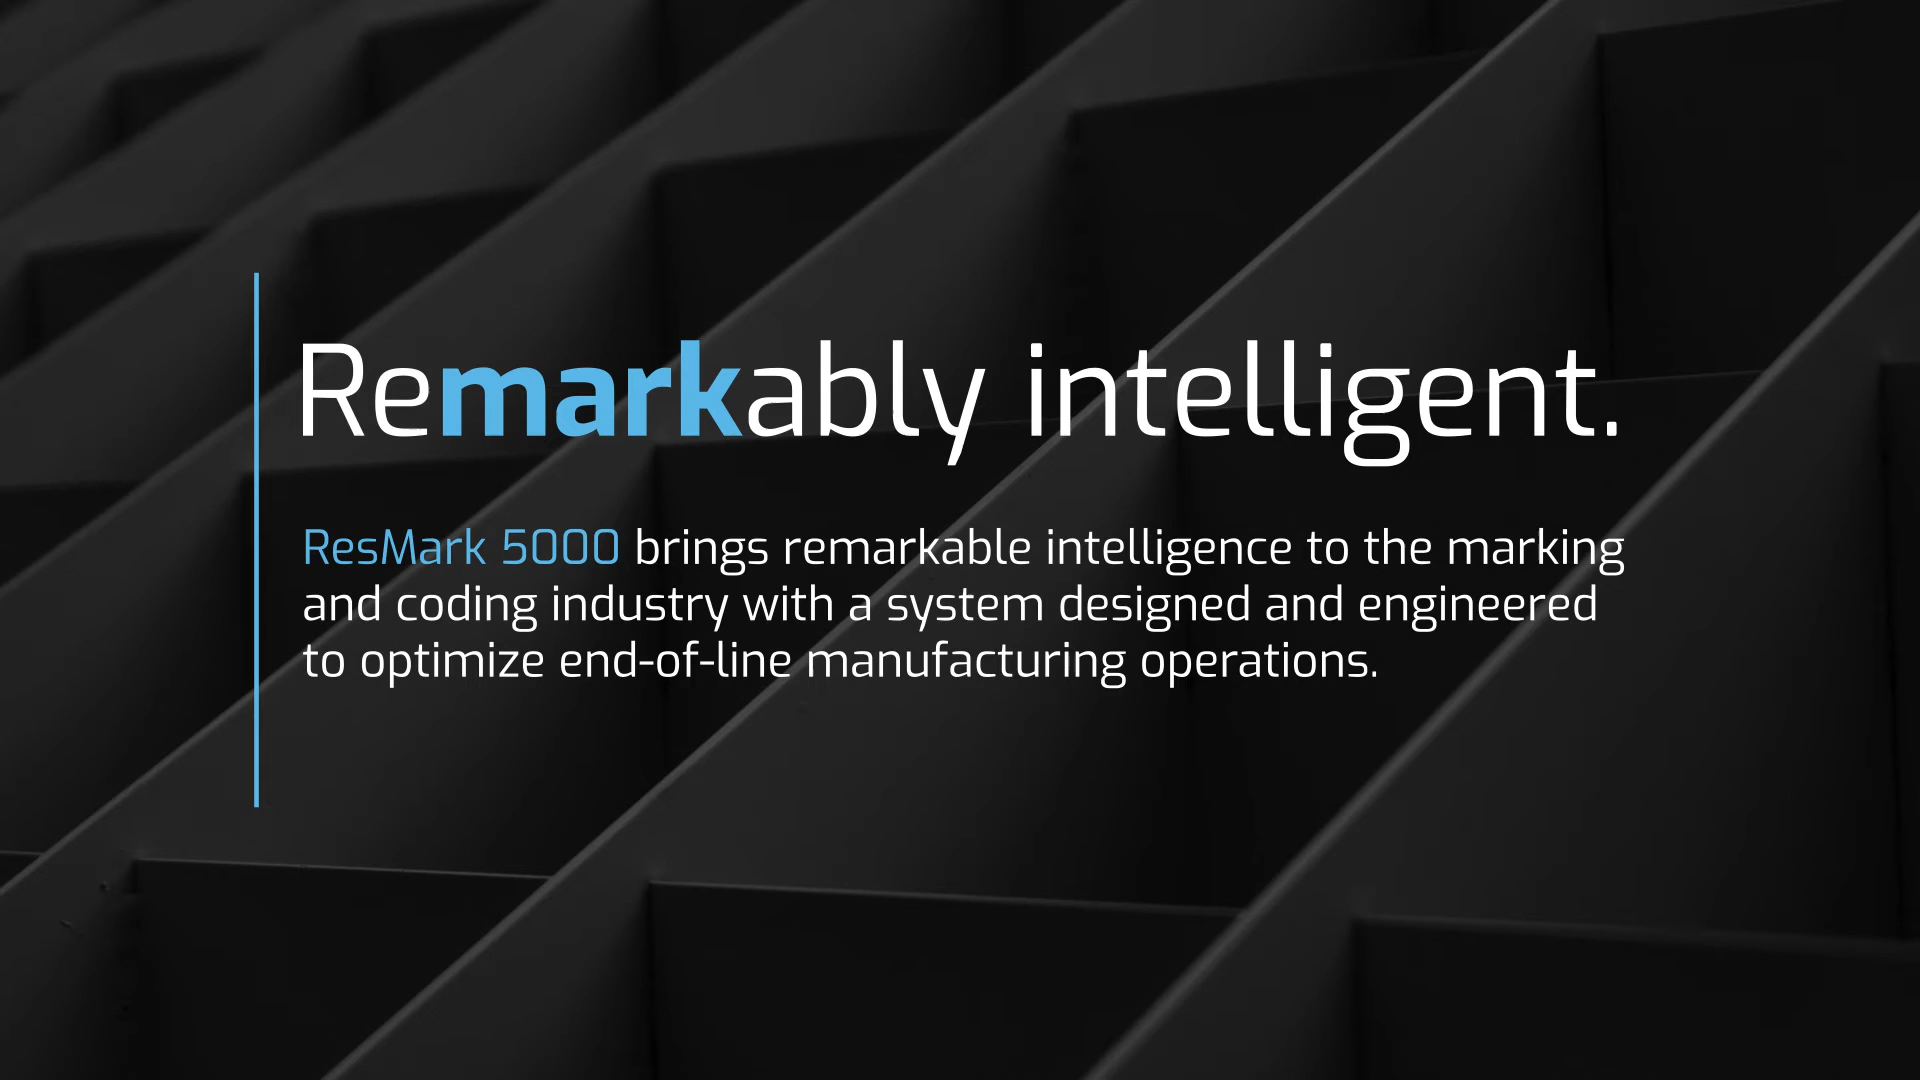 Remarkably intelligent.
ResMark 5000 brings remarkable intelligence to the marking
and coding industry with a system designed and engineered
to optimize end-of-line manufacturing operations.